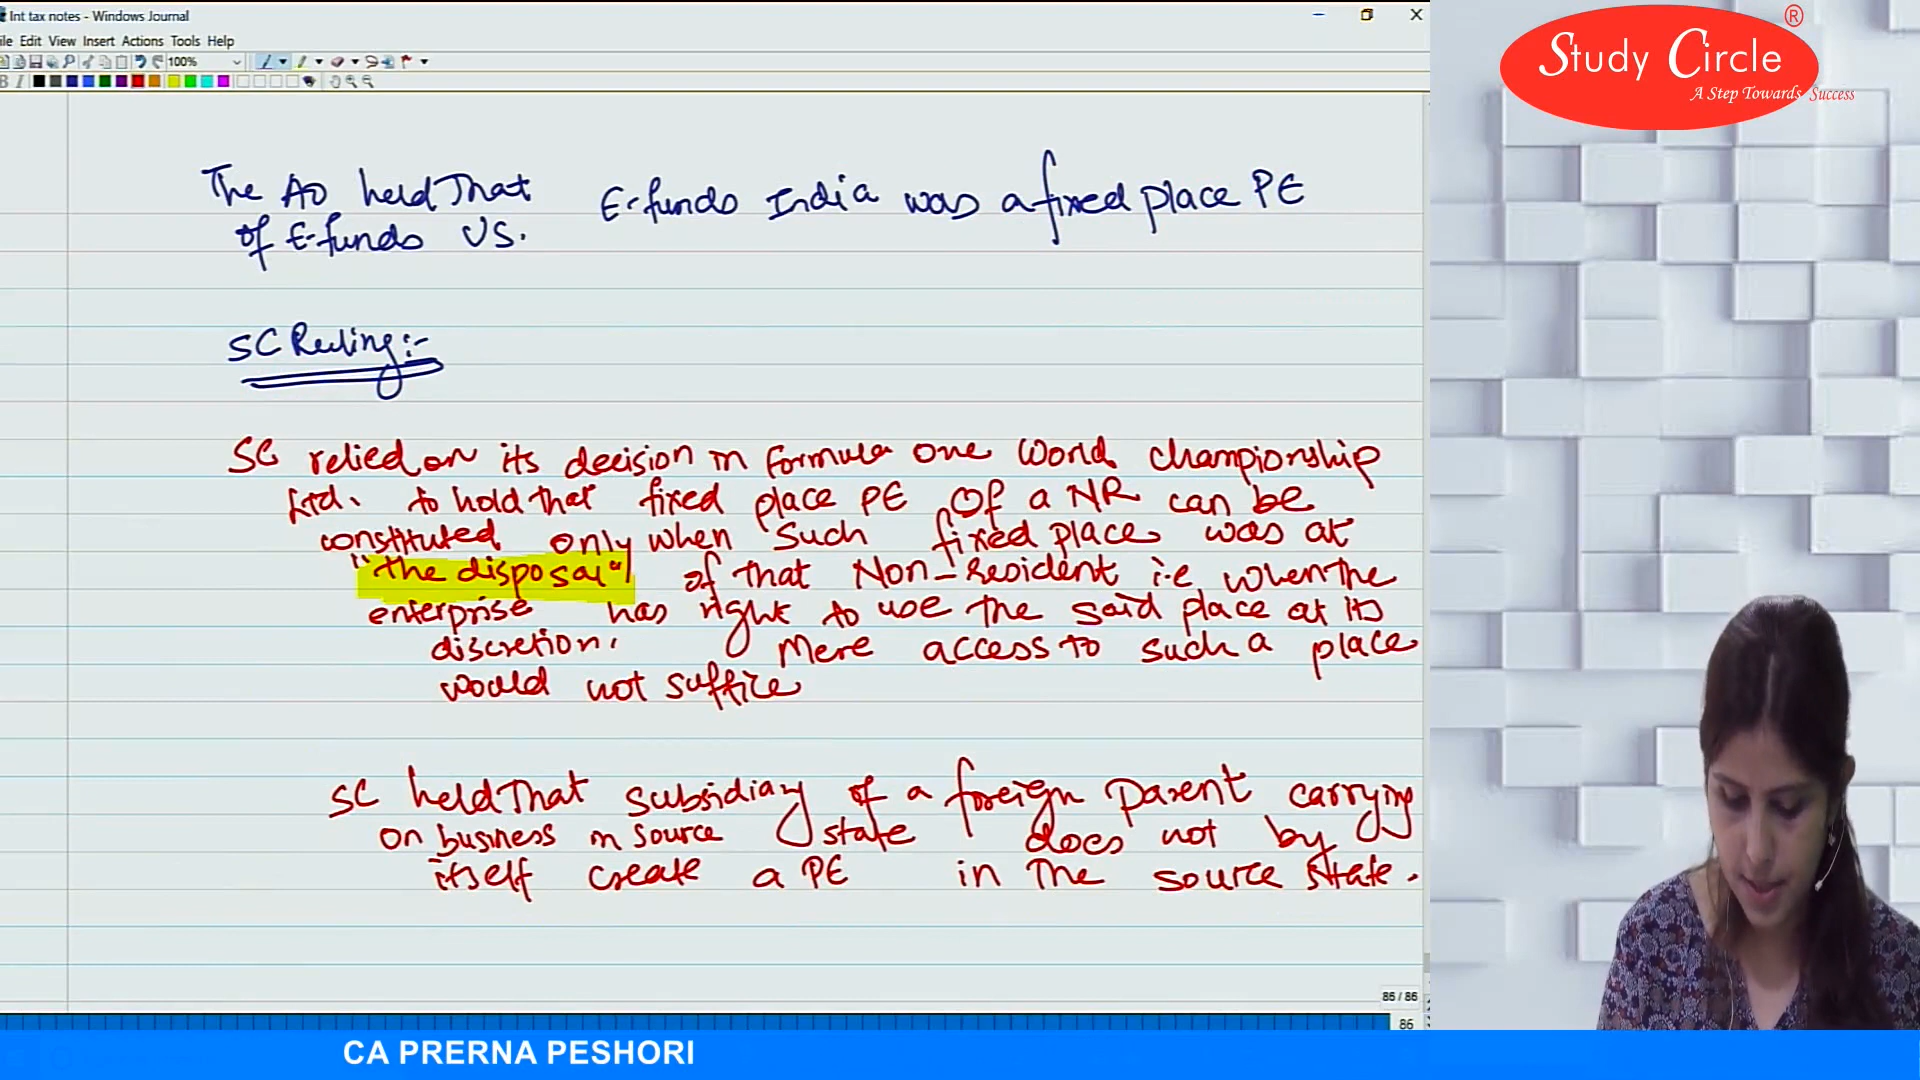 Int tax notes - Windows Journal
ile Edit View Insert Actions Tools Help
100%
B I
Study Circle ®
A Step Towards Success
The AO held That E-funds India was a fixed place PE
of E-funds US.
SC Ruling:-
SC relied on its decision in Formula One World Championship
Ltd. to hold that fixed place PE Of a NR can be
constituted only when such fixed place was at
"the disposal" of that Non-resident i.e when the
enterprise has right to use the said place at its
discretion. Mere access to such a place
would not suffice
SC held That subsidiary of a foreign Parent carrying
on business in source state does not by
itself create a PE in The source state.
86 / 86
86
CA PRERNA PESHORI